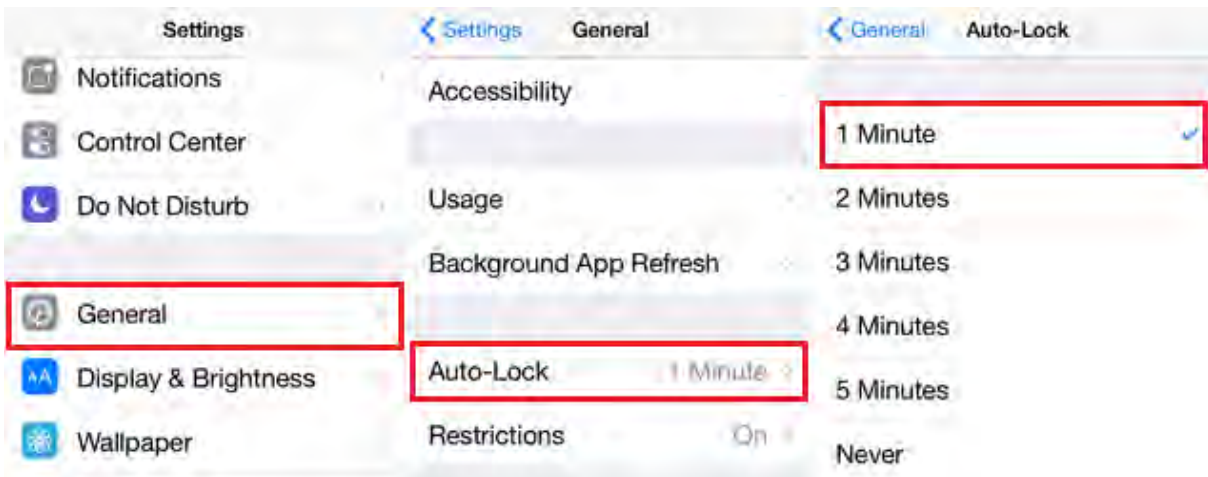 Settings
Notifications
Control Center
Do Not Disturb
General
Display & Brightness
Wallpaper
Settings General
Accessibility
Usage
Background App Refresh
Auto-Lock 1 Minute
Restrictions On
General Auto-Lock
1 Minute
2 Minutes
3 Minutes
4 Minutes
5 Minutes
Never